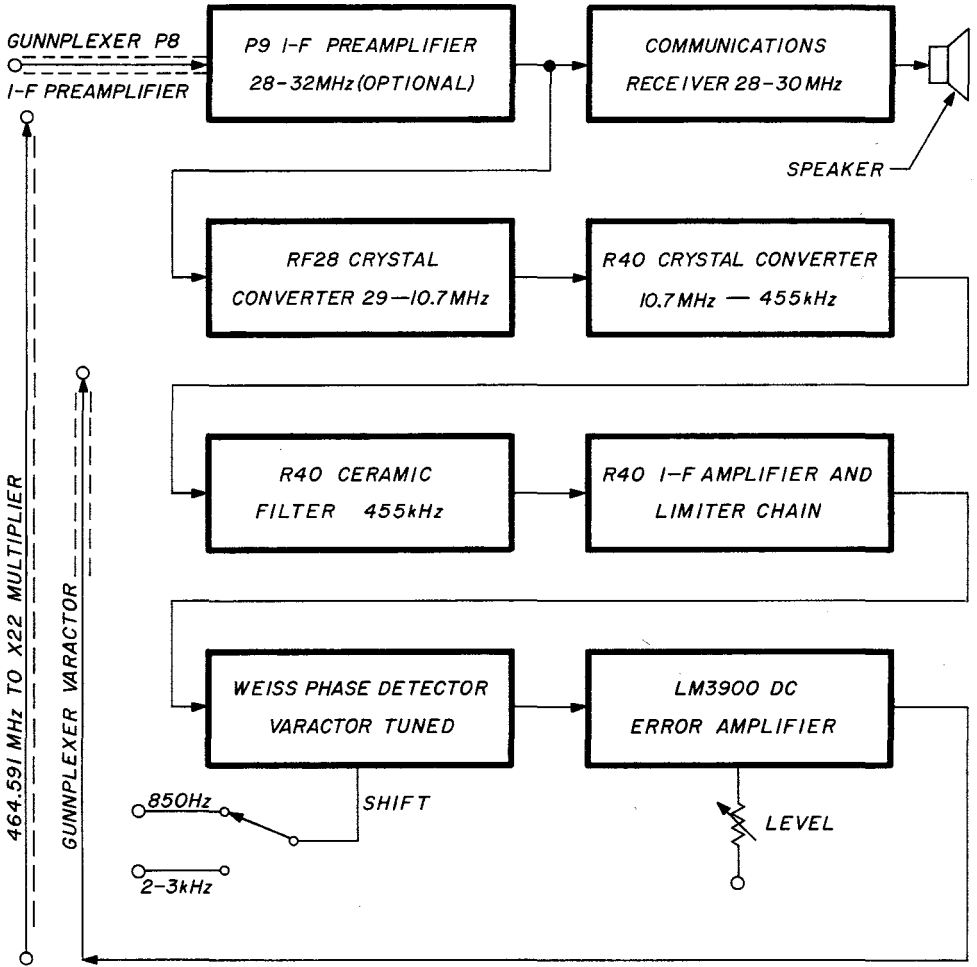 GUNNPLEXER P8
I-F PREAMPLIFIER
P9 I-F PREAMPLIFIER
28-32MHz (OPTIONAL)
COMMUNICATIONS
RECEIVER 28-30 MHz
SPEAKER
RF28 CRYSTAL
CONVERTER 29—10.7MHz
R40 CRYSTAL CONVERTER
10.7MHz — 455kHz
R40 CERAMIC
FILTER 455kHz
R40 I-F AMPLIFIER AND
LIMITER CHAIN
464.591 MHz TO X22 MULTIPLIER
GUNNPLEXER VARACTOR
WEISS PHASE DETECTOR
VARACTOR TUNED
LM3900 DC
ERROR AMPLIFIER
850Hz
SHIFT
2-3kHz
LEVEL